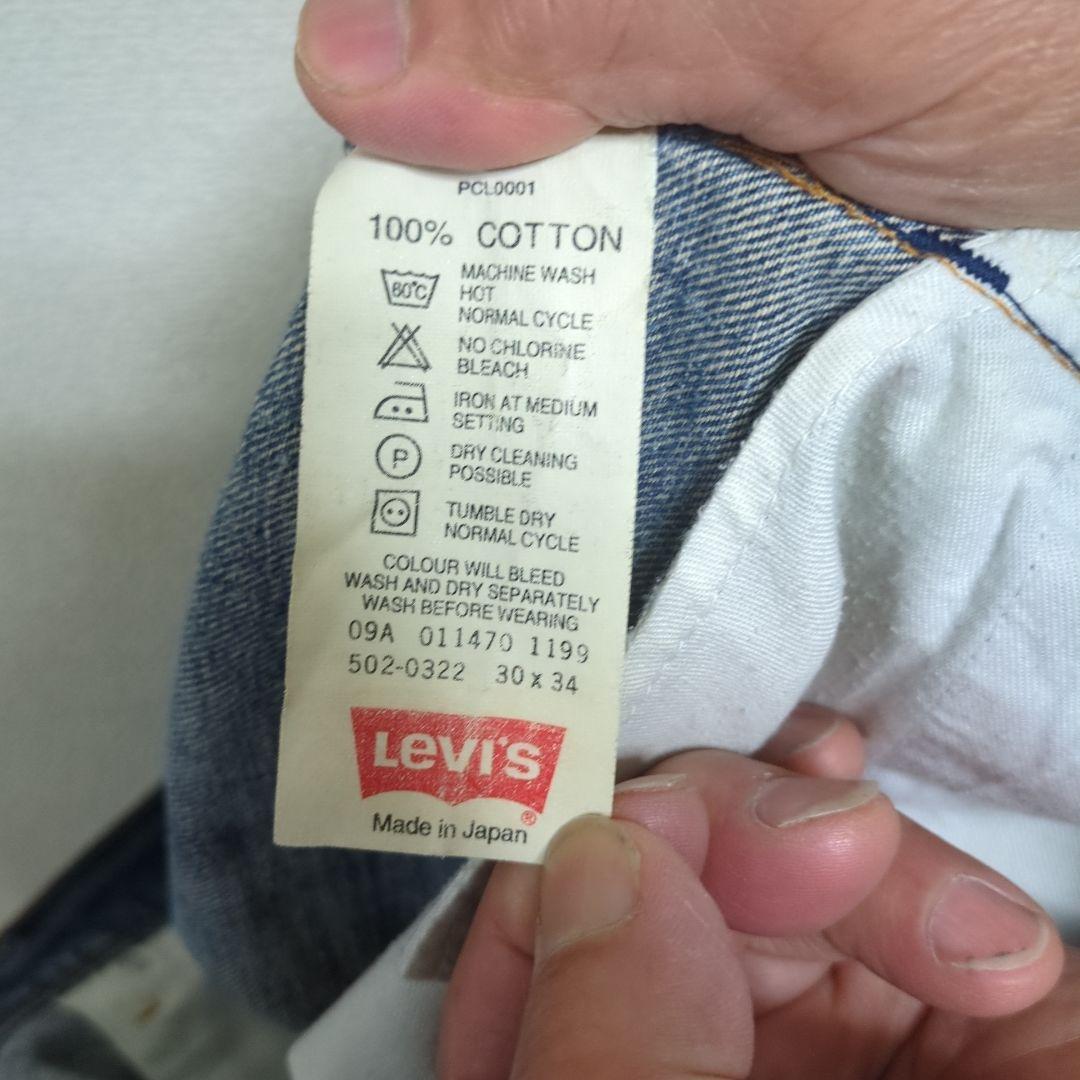 PCL0001
100% COTTON
60°C
MACHINE WASH
HOT
NORMAL CYCLE
NO CHLORINE
BLEACH
IRON AT MEDIUM
SETTING
P
DRY CLEANING
POSSIBLE
TUMBLE DRY
NORMAL CYCLE
COLOUR WILL BLEED
WASH AND DRY SEPARATELY
WASH BEFORE WEARING
09A 011470 1199
502-0322 30 x 34
LEVI'S
®
Made in Japan